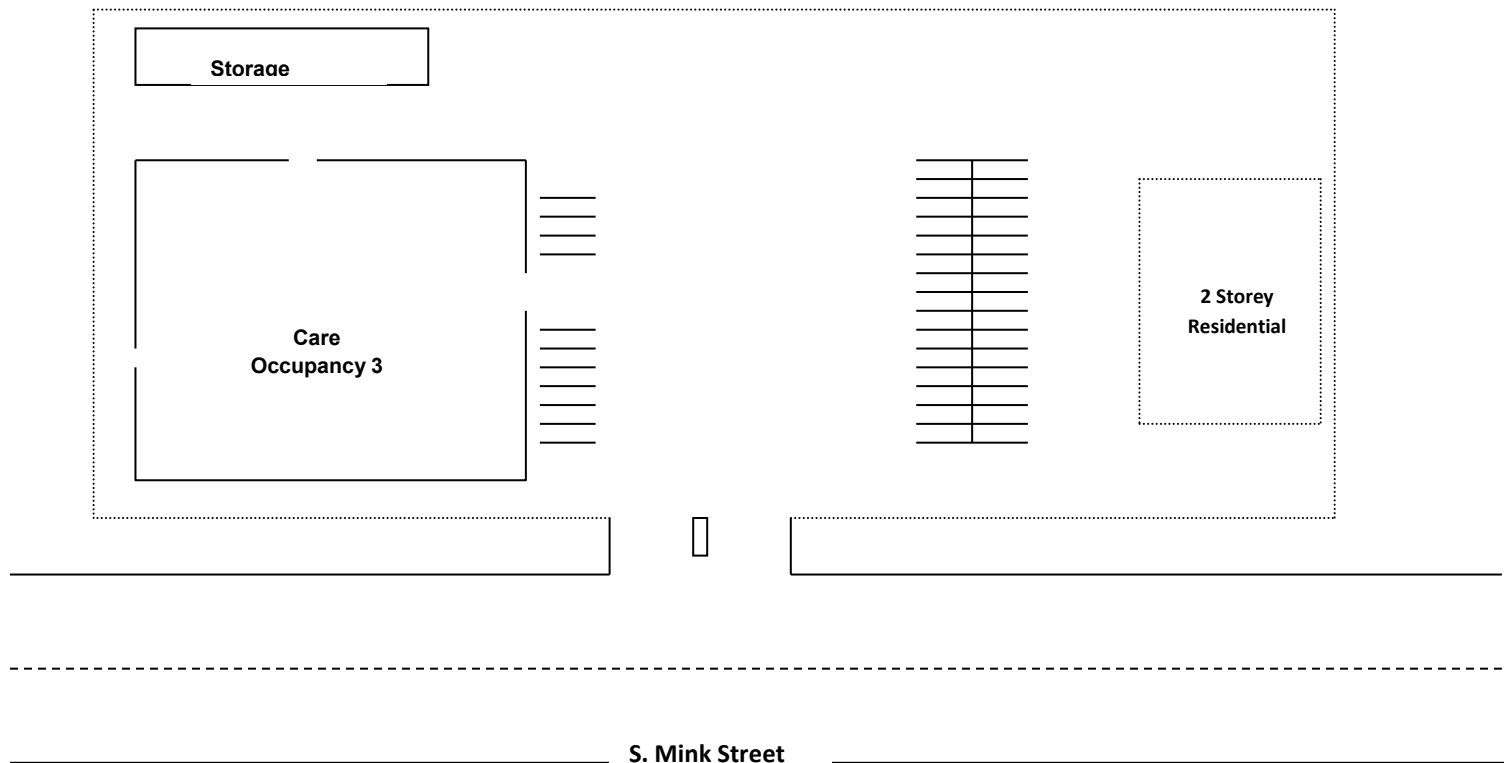 Storage
2 Storey
Residential
Care
Occupancy 3
S. Mink Street